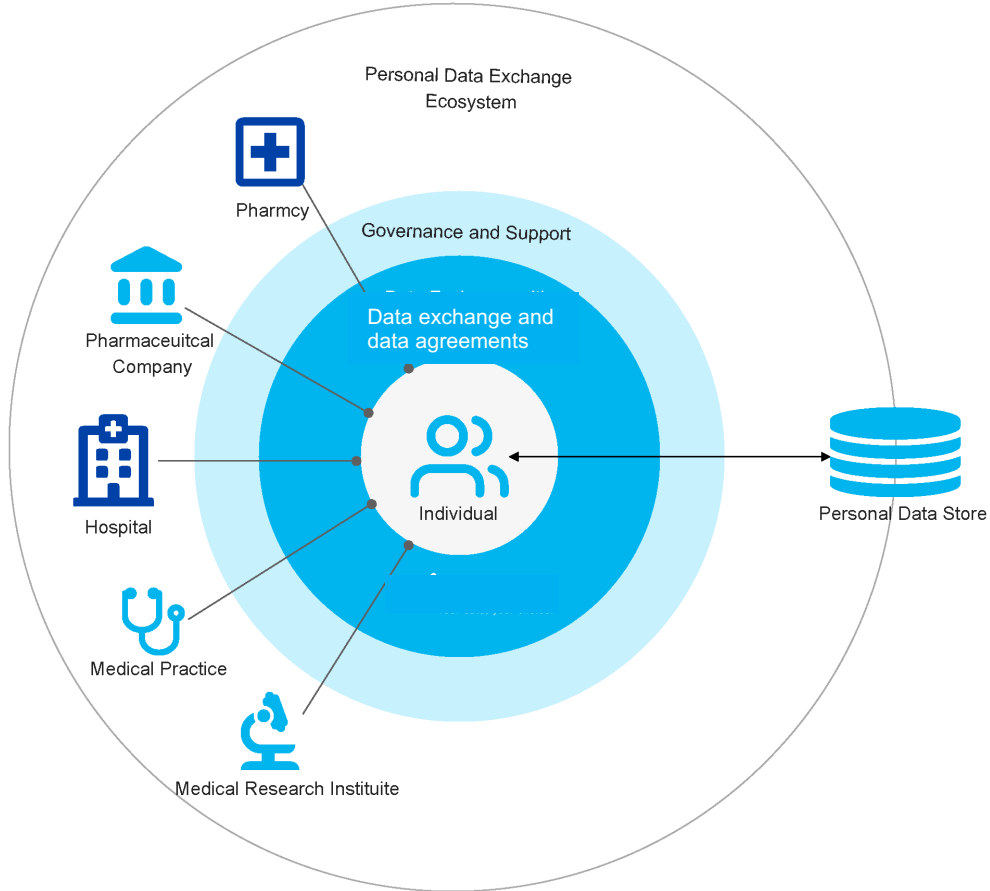 Personal Data Exchange
Ecosystem
Pharmcy
Governance and Support
Data exchange and
data agreements
Pharmaceuitcal
Company
Hospital
Individual
Personal Data Store
Medical Practice
Medical Research Instituite